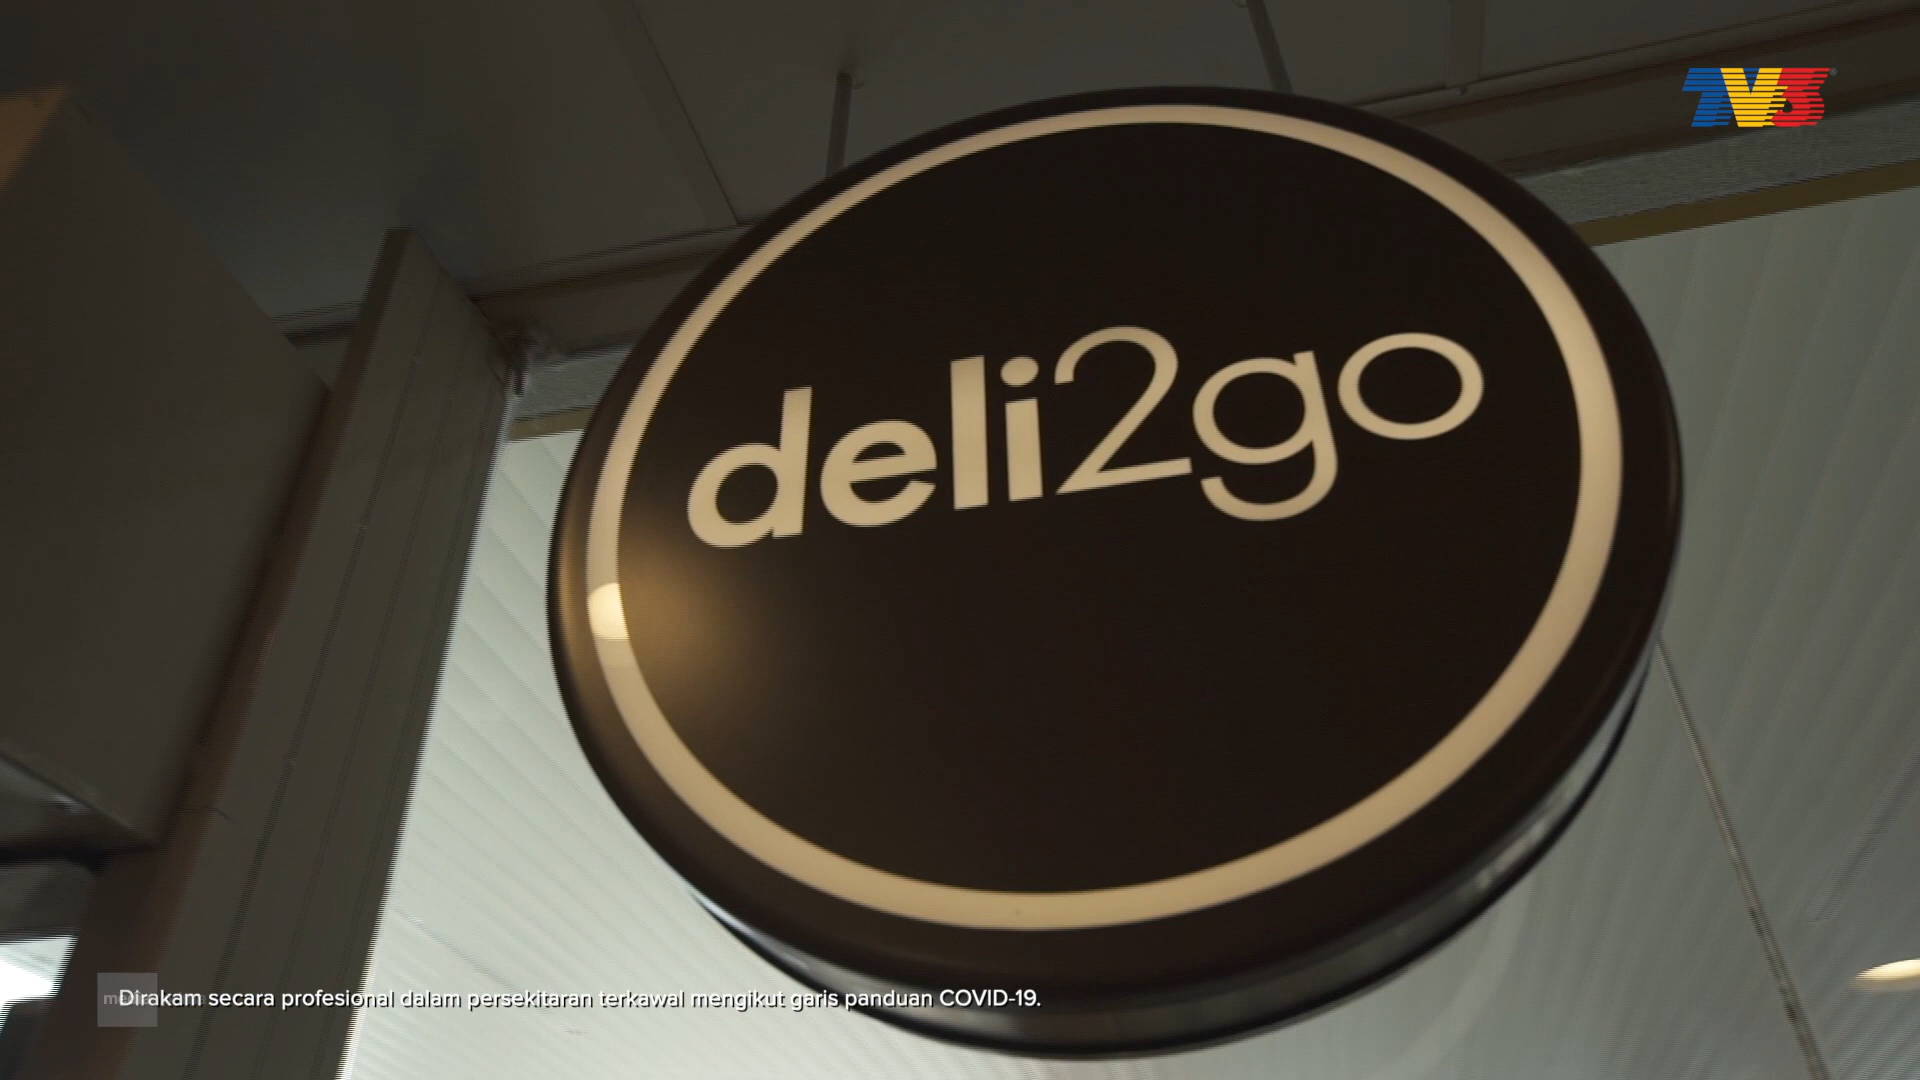 TV3
deli2go
Dirakam secara profesional dalam persekitaran terkawal mengikut garis panduan COVID-19.